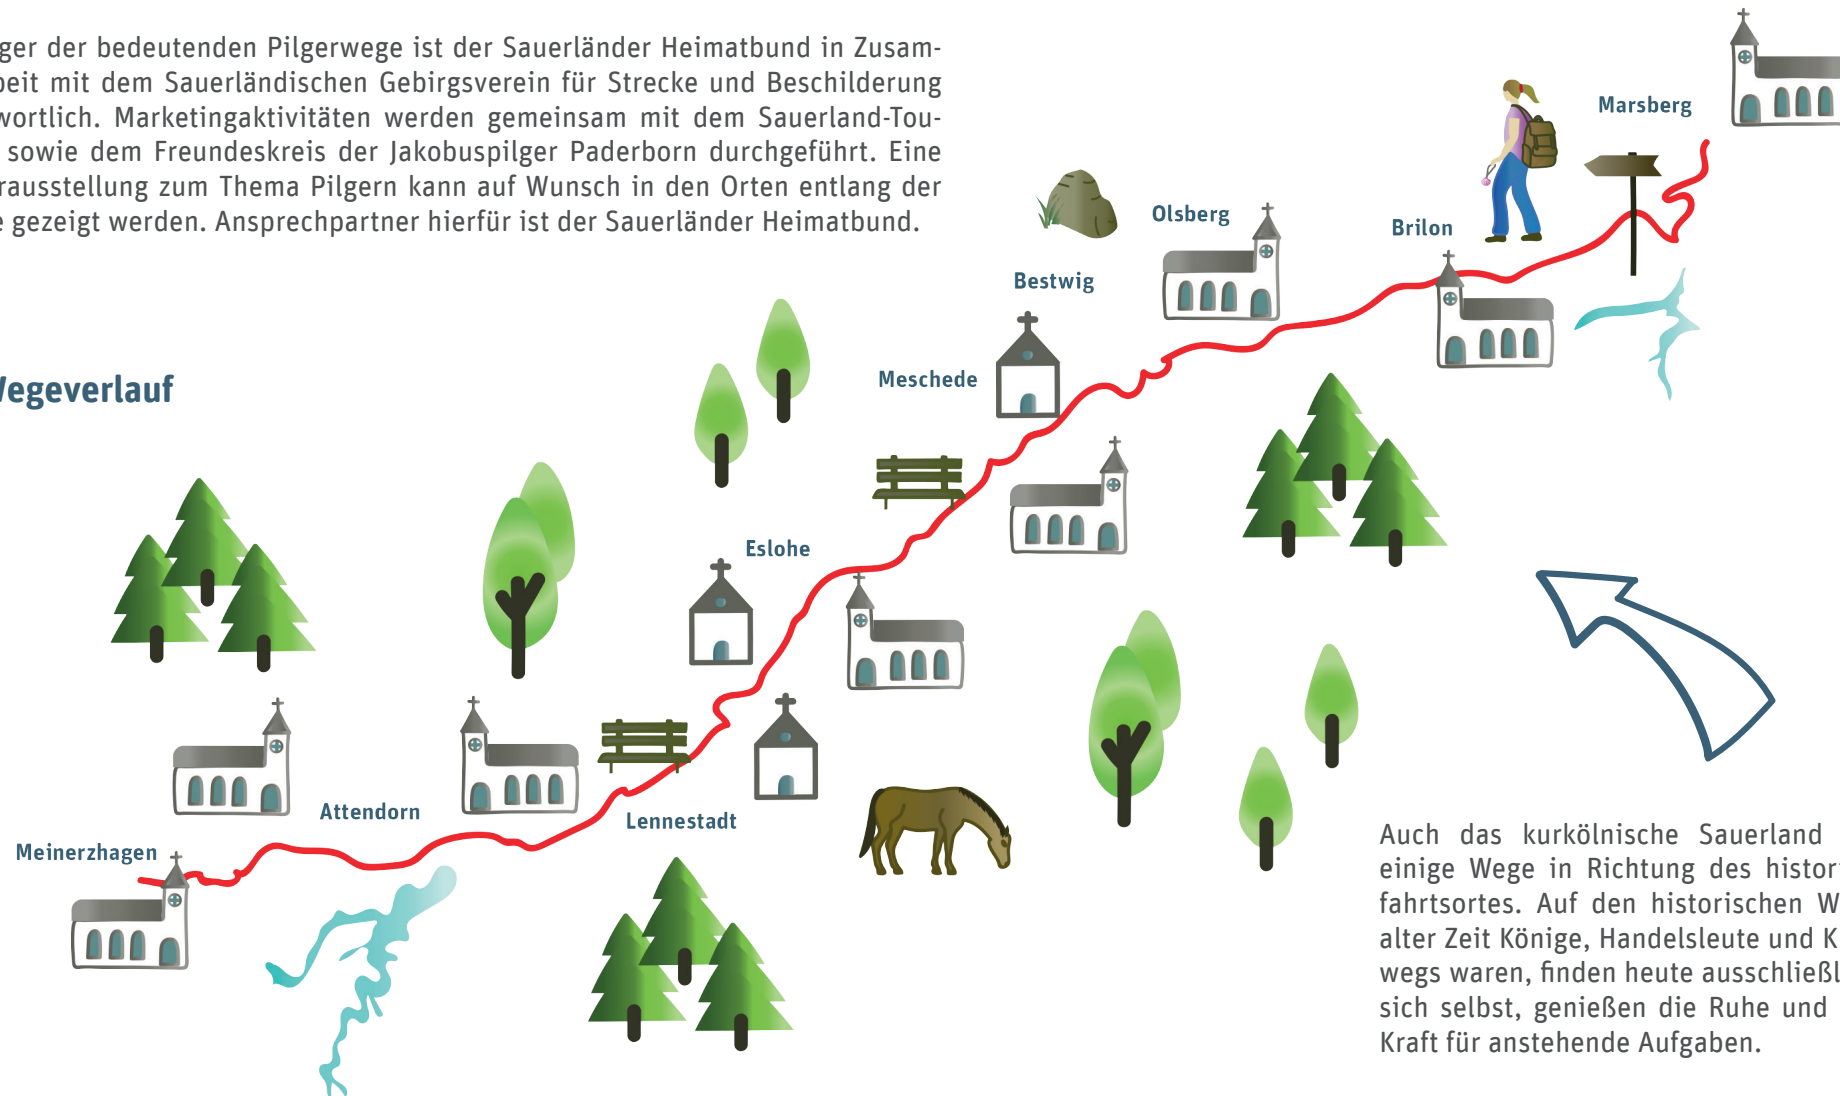 ger der bedeutenden Pilgerwege ist der Sauerländer Heimatbund in Zusam-
beit mit dem Sauerländischen Gebirgsverein für Strecke und Beschilderung
wortlich. Marketingaktivitäten werden gemeinsam mit dem Sauerland-Tou-
sowie dem Freundeskreis der Jakobuspilger Paderborn durchgeführt. Eine
rausstellung zum Thema Pilgern kann auf Wunsch in den Orten entlang der
e gezeigt werden. Ansprechpartner hierfür ist der Sauerländer Heimatbund.
Marsberg
Olsberg
Brilon
Bestwig
Wegeverlauf
Meschede
Eslohe
Attendorn
Lennestadt
Meinerzhagen
Auch das kurkölnische Sauerland
einige Wege in Richtung des histori
fahrtsortes. Auf den historischen W
alter Zeit Könige, Handelsleute und K
wegs waren, finden heute ausschließl
sich selbst, genießen die Ruhe und
Kraft für anstehende Aufgaben.